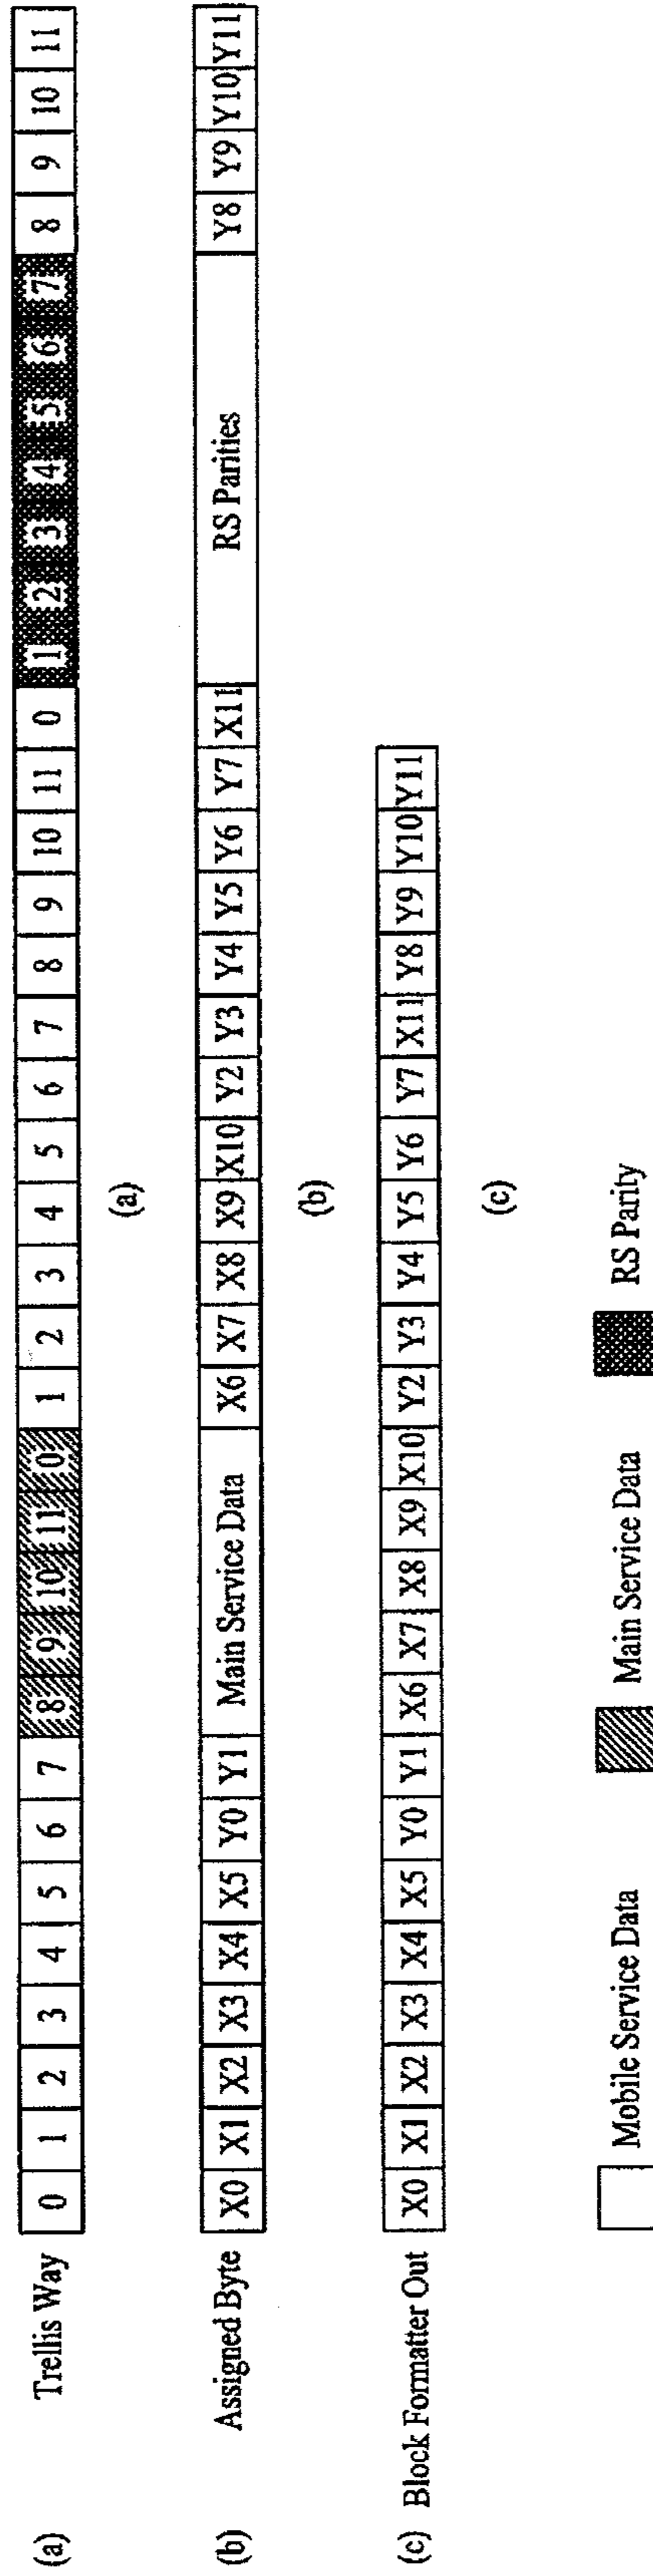 (a) Trellis Way 0 1 2 3 4 5 6 7 8 9 10 11 0 1 2 3 4 5 6 7 8 9 10 11 0 1 2 3 4 5 6 7 8 9 10 11
(a)
(b) Assigned Byte X0 X1 X2 X3 X4 X5 Y0 Y1 Main Service Data X6 X7 X8 X9 X10 Y2 Y3 Y4 Y5 Y6 Y7 X11 RS Parities Y8 Y9 Y10 Y11
(b)
(c) Block Formatter Out X0 X1 X2 X3 X4 X5 Y0 Y1 X6 X7 X8 X9 X10 Y2 Y3 Y4 Y5 Y6 Y7 X11 Y8 Y9 Y10 Y11
(c)
Mobile Service Data Main Service Data RS Parity